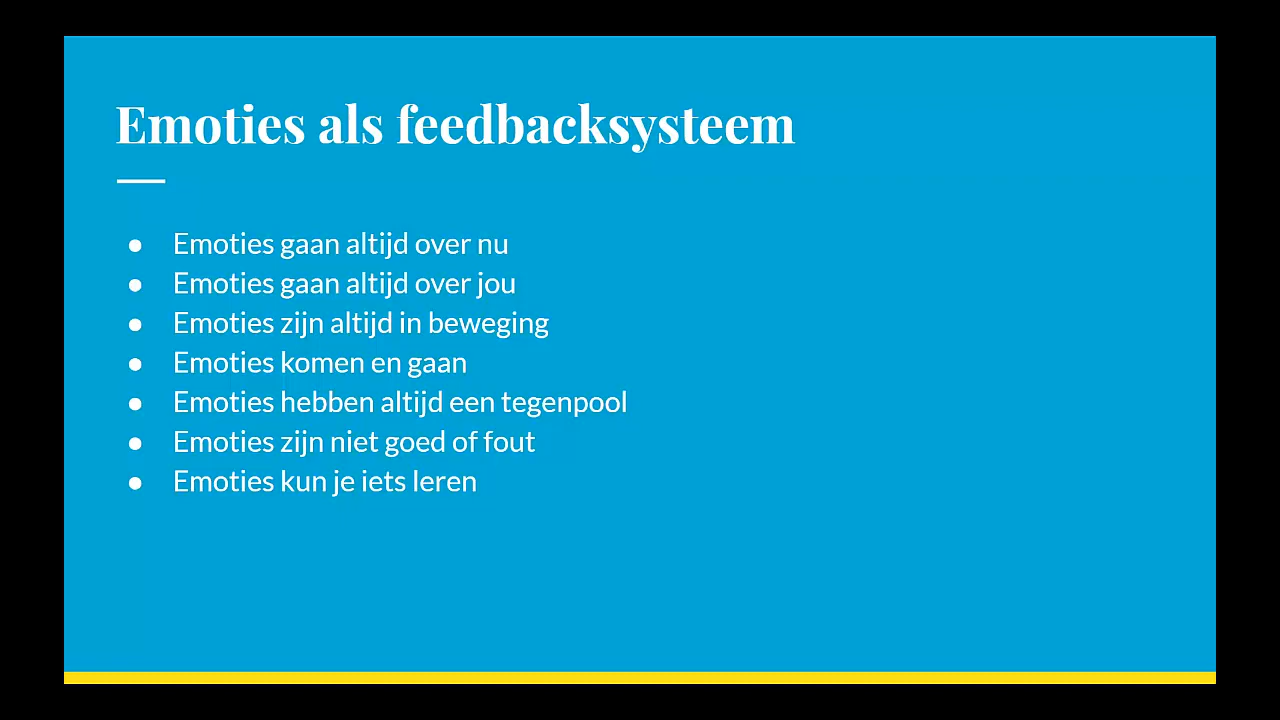 Emoties als feedbacksysteem
● Emoties gaan altijd over nu
● Emoties gaan altijd over jou
● Emoties zijn altijd in beweging
● Emoties komen en gaan
● Emoties hebben altijd een tegenpool
● Emoties zijn niet goed of fout
● Emoties kun je iets leren